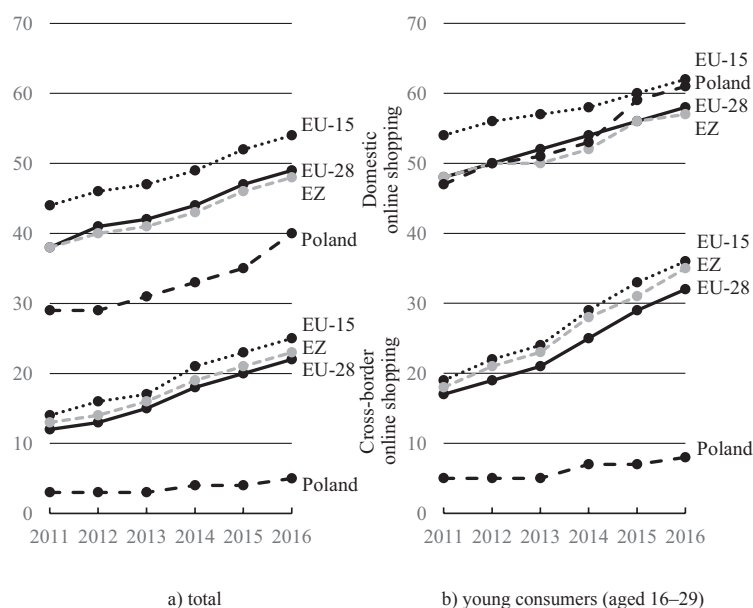 70
60
50
40
30
20
10
0
EU-15
EU-28
EZ
Poland
EU-15
EZ
EU-28
Poland
2011 2012 2013 2014 2015 2016
a) total
Domestic
online shopping
Cross-border
online shopping
70
60
50
40
30
20
10
0
EU-15
Poland
EU-28
EZ
EU-15
EZ
EU-28
Poland
2011 2012 2013 2014 2015 2016
b) young consumers (aged 16–29)